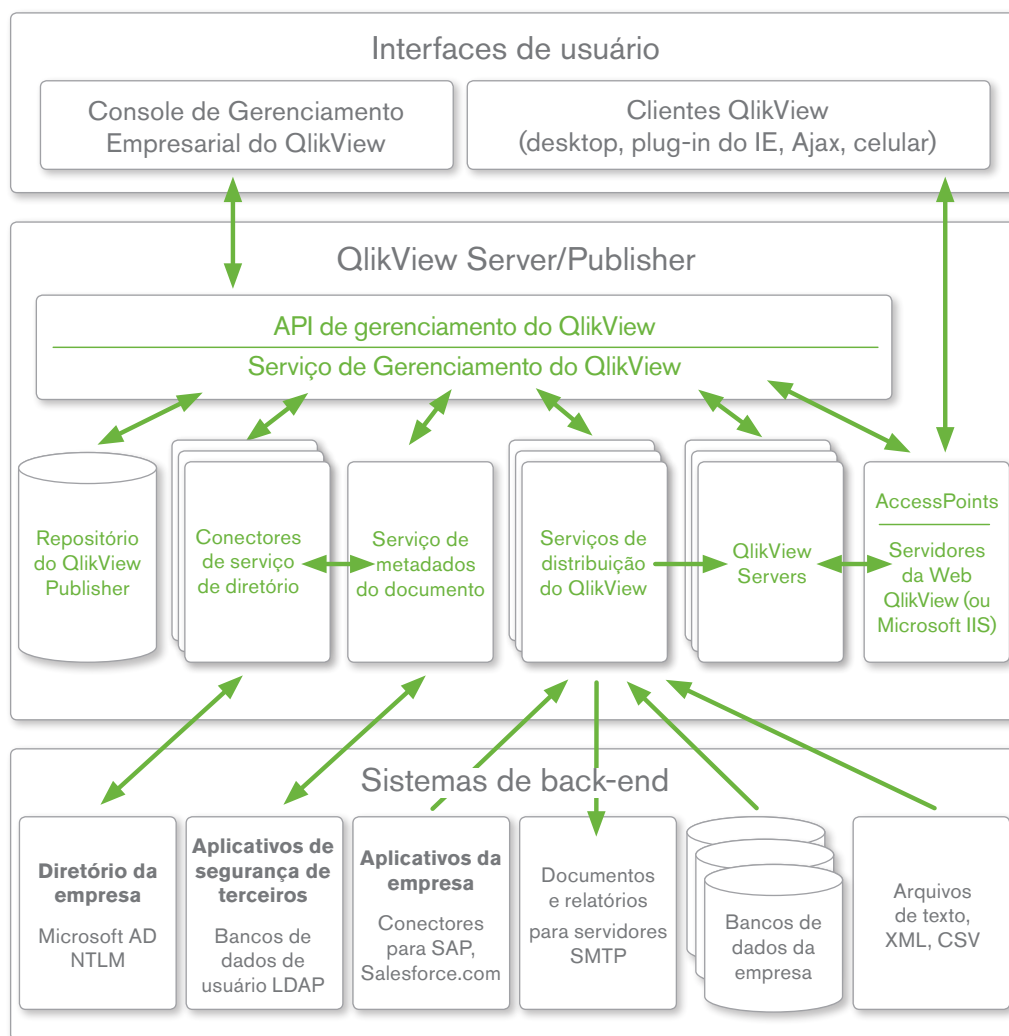 Interfaces de usuário
Console de Gerenciamento
Empresarial do QlikView
Clientes QlikView
(desktop, plug-in do IE, Ajax, celular)
QlikView Server/Publisher
API de gerenciamento do QlikView
Serviço de Gerenciamento do QlikView
Repositório
do QlikView
Publisher
Conectores
de serviço
de diretório
Serviço de
metadados
do documento
Serviços de
distribuição
do QlikView
QlikView
Servers
AccessPoints
Servidores
da Web
QlikView (ou
Microsoft IIS)
Sistemas de back-end
Diretório da
empresa
Microsoft AD
NTLM
Aplicativos de
segurança de
terceiros
Bancos de
dados de
usuário LDAP
Aplicativos da
empresa
Conectores
para SAP,
Salesforce.com
Documentos
e relatórios
para servidores
SMTP
Bancos de
dados da
empresa
Arquivos
de texto,
XML, CSV